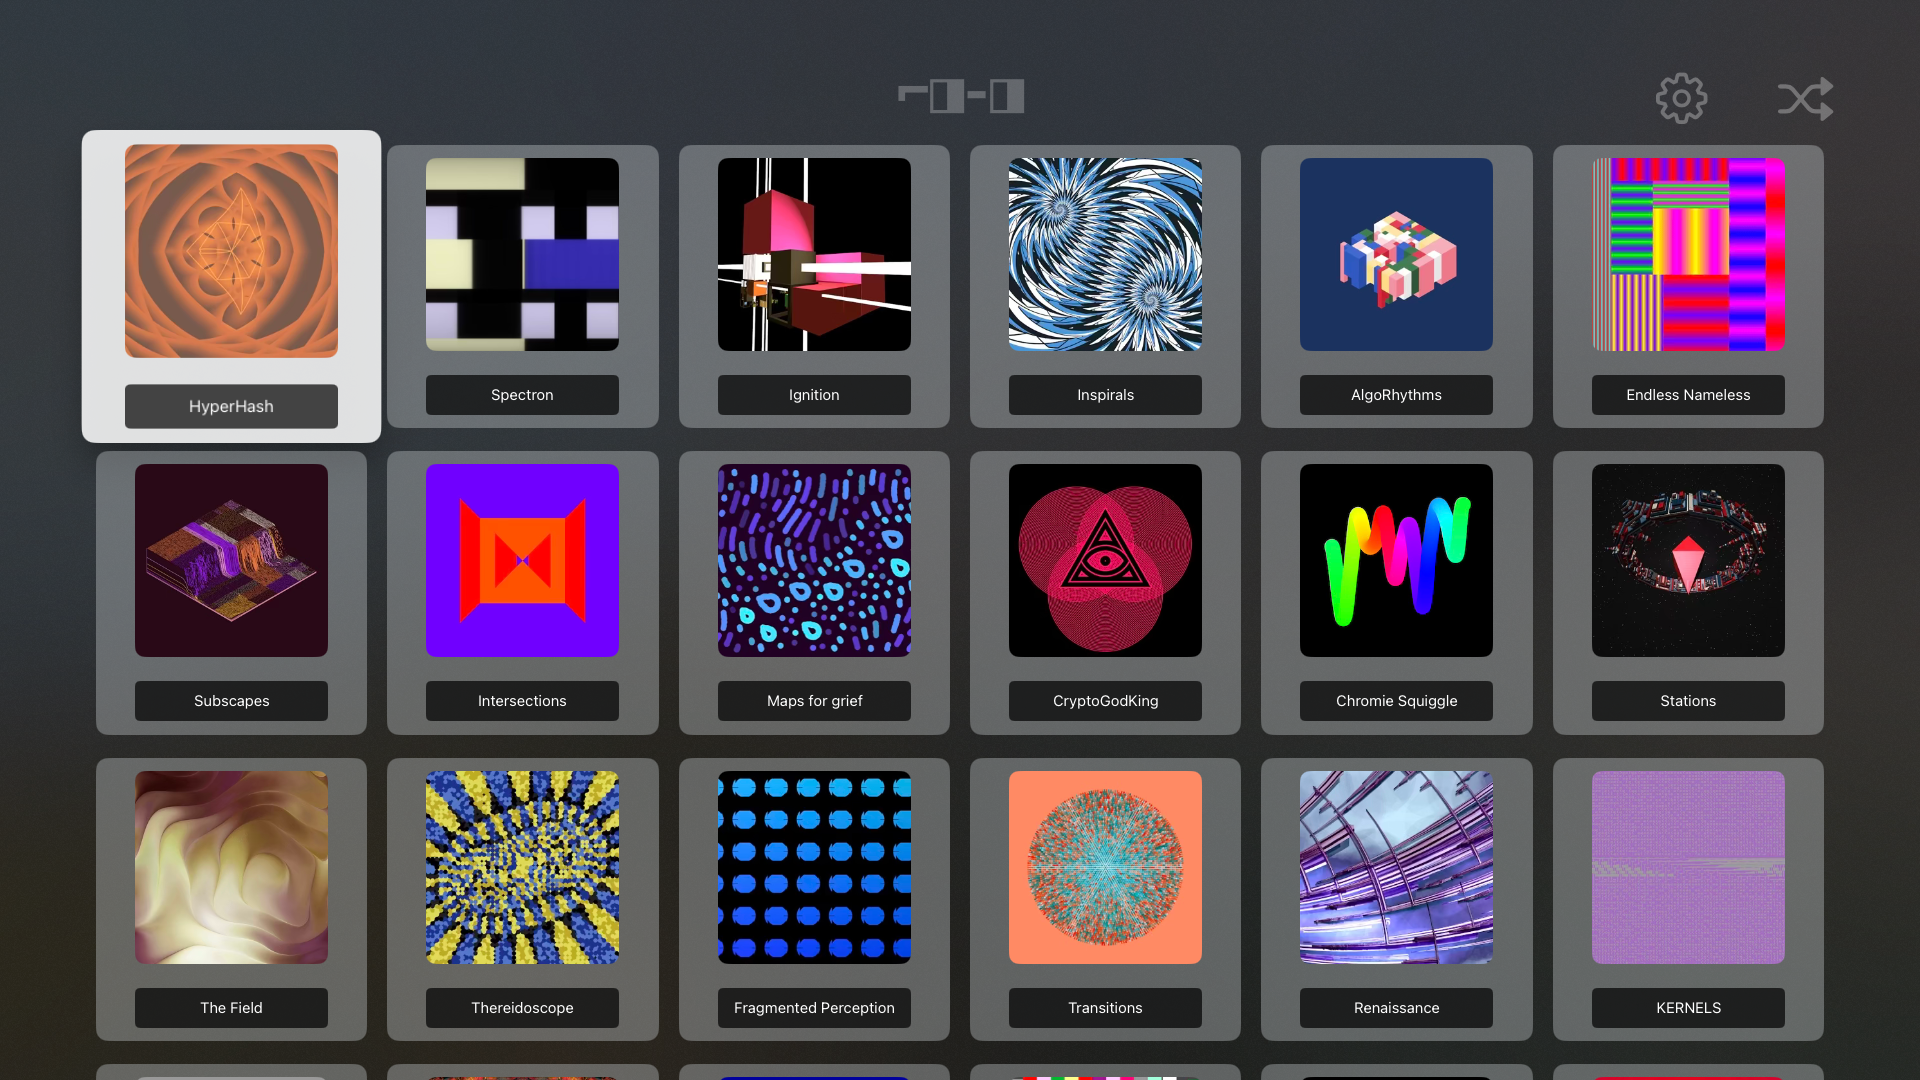 HyperHash
Spectron
Ignition
Inspirals
AlgoRhythms
Endless Nameless
Subscapes
Intersections
Maps for grief
CryptoGodKing
Chromie Squiggle
Stations
The Field
Thereidoscope
Fragmented Perception
Transitions
Renaissance
KERNELS